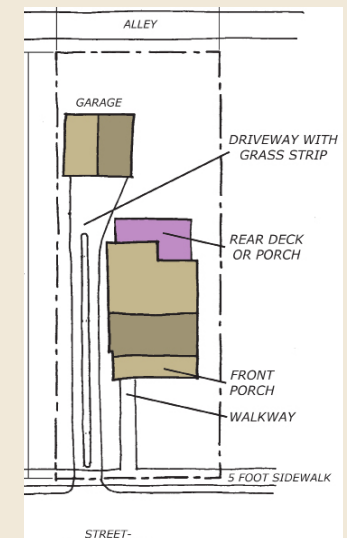 ALLEY
GARAGE
DRIVEWAY WITH
GRASS STRIP
REAR DECK
OR PORCH
FRONT
PORCH
WALKWAY
5 FOOT SIDEWALK
STREET-